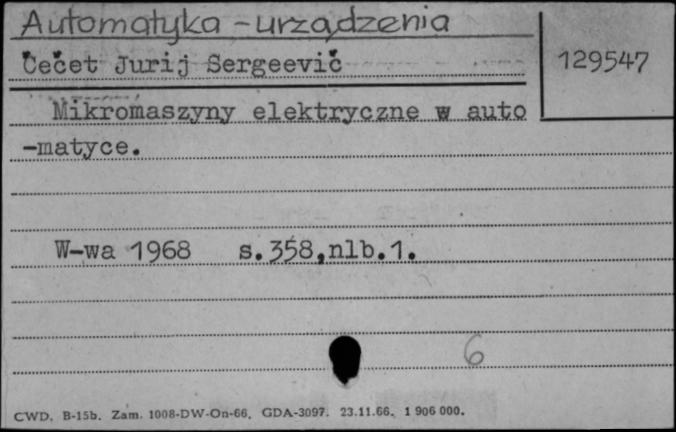 Automatyka - urządzenia
Čečet Jurij Sergeevič
129547
Mikromaszyny elektryczne w auto
-matyce.
W-wa 1968 s.358,nlb.1.
6
CWD. B-15b. Zam. 1008-DW-On-66. GDA-3097. 23.11.66. 1 906 000.